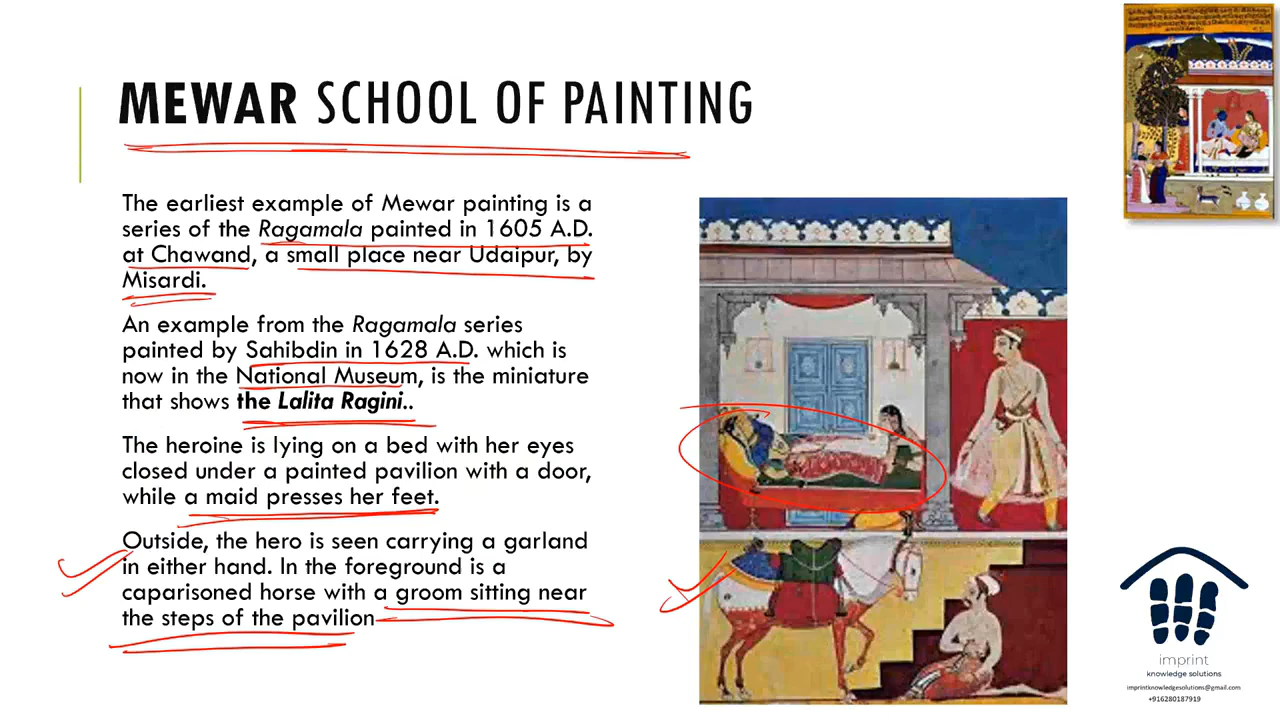 MEWAR SCHOOL OF PAINTING
The earliest example of Mewar painting is a
series of the Ragamala painted in 1605 A.D.
at Chawand, a small place near Udaipur, by
Misardi.
An example from the Ragamala series
painted by Sahibdin in 1628 A.D. which is
now in the National Museum, is the miniature
that shows the Lalita Ragini..
The heroine is lying on a bed with her eyes
closed under a painted pavilion with a door,
while a maid presses her feet.
Outside, the hero is seen carrying a garland
in either hand. In the foreground is a
caparisoned horse with a groom sitting near
the steps of the pavilion
imprint
knowledge solutions
imprintknowledgesolutions@gmail.com
+916280187919